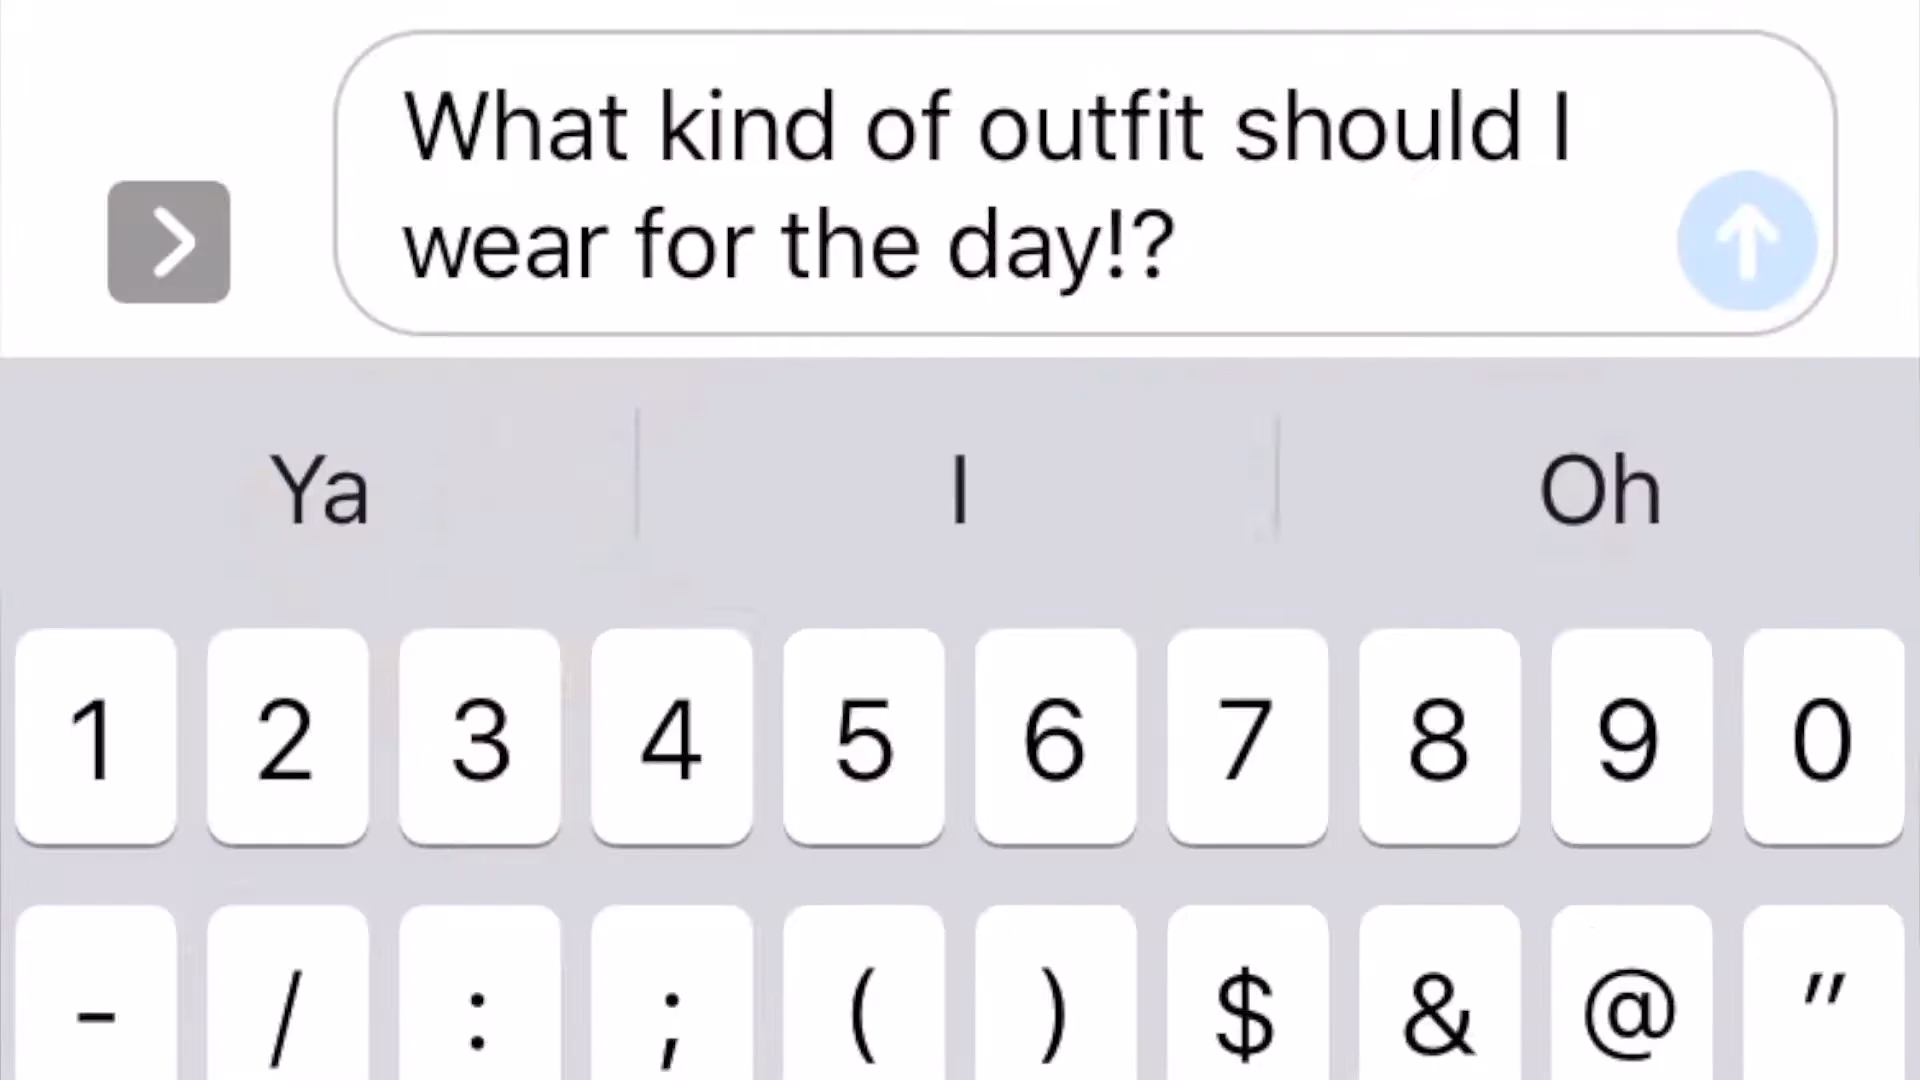 What kind of outfit should I
wear for the day!?
Ya I Oh
1 2 3 4 5 6 7 8 9 0
- / : ; ( ) $ & @ "